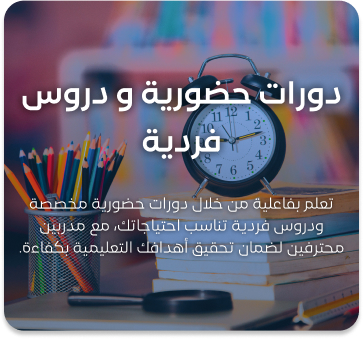 دورات حضورية و دروس
فردية
تعلم بفاعلية من خلال دورات حضورية مخصصة
ودروس فردية تناسب احتياجاتك، مع مدربين
محترفين لضمان تحقيق أهدافك التعليمية بكفاءة.